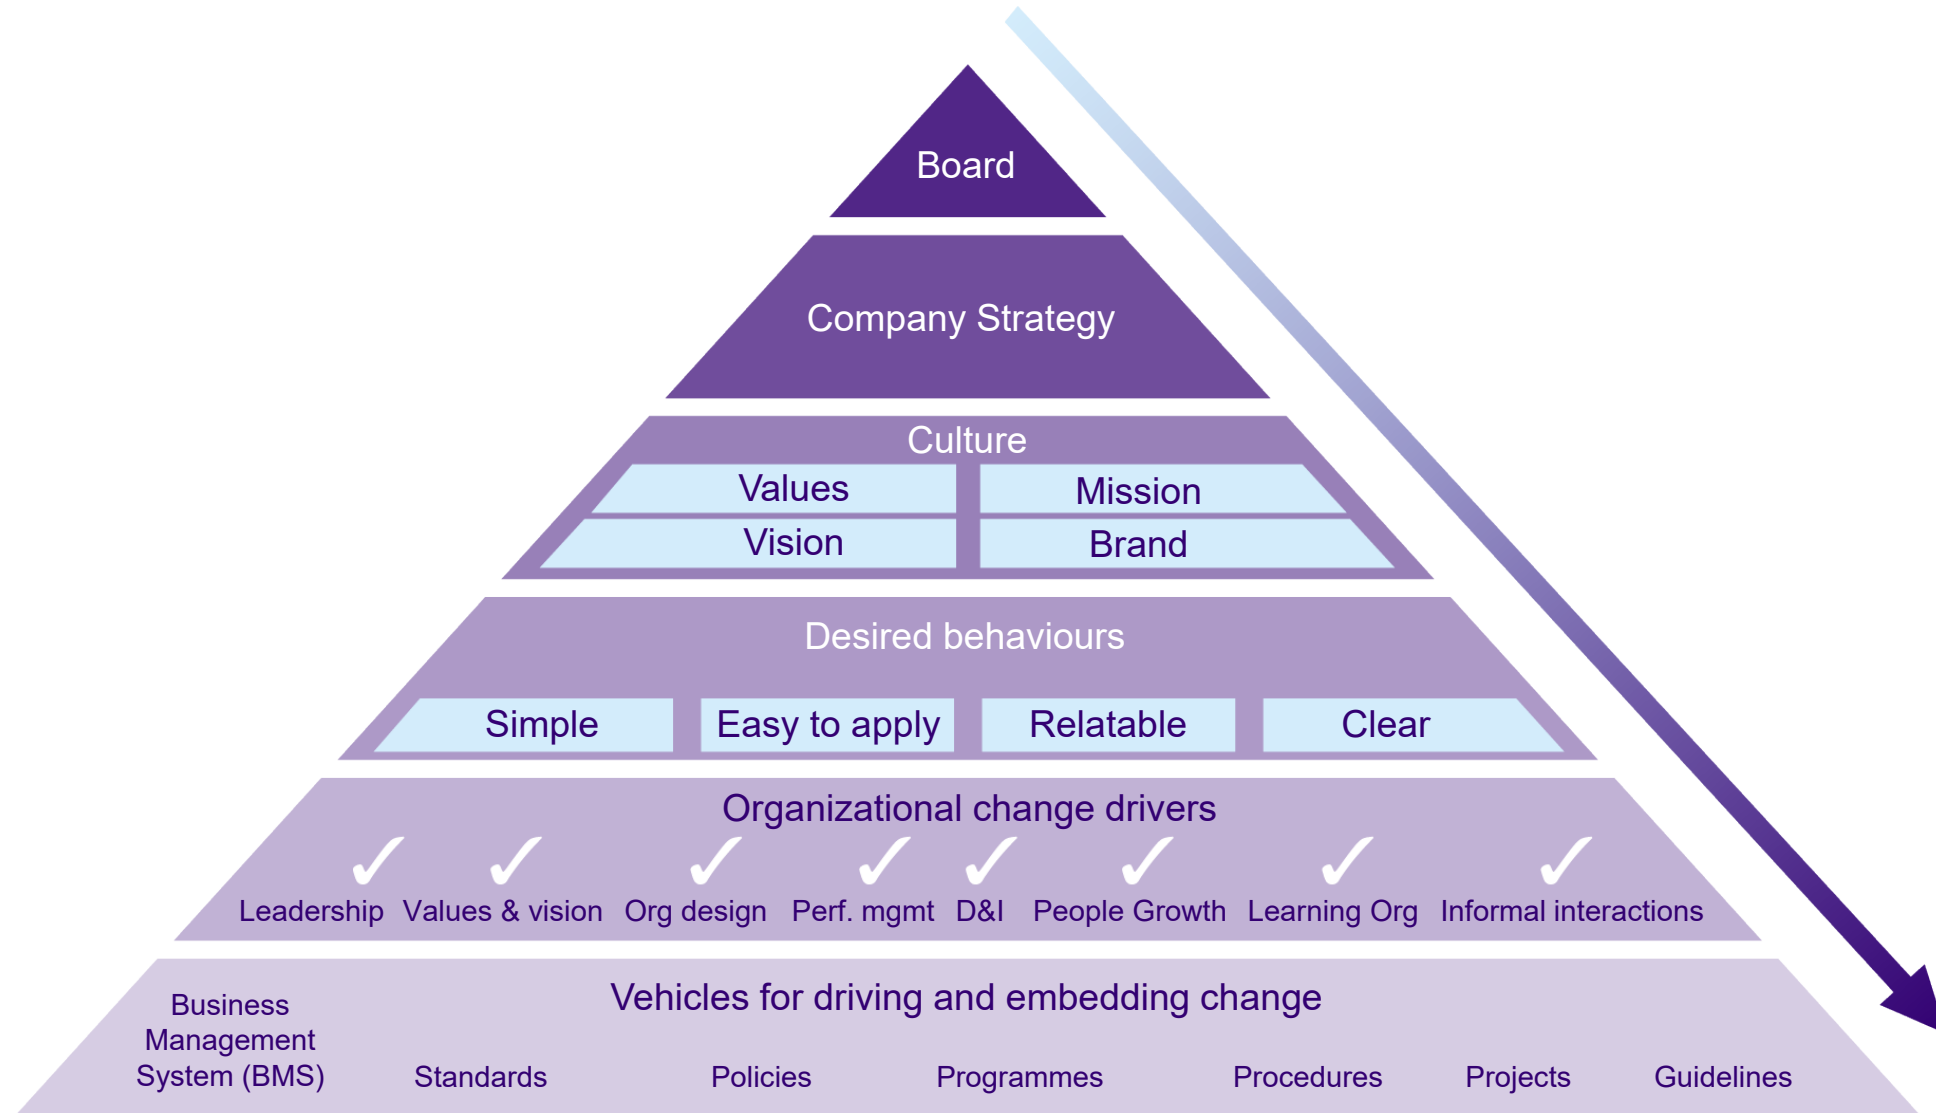 Board
Company Strategy
Culture
Values
Mission
Vision
Brand
Desired behaviours
Simple
Easy to apply
Relatable
Clear
Organizational change drivers
Leadership
Values & vision
Org design
Perf. mgmt
D&I
People Growth
Learning Org
Informal interactions
Vehicles for driving and embedding change
Business
Management
System (BMS)
Standards
Policies
Programmes
Procedures
Projects
Guidelines